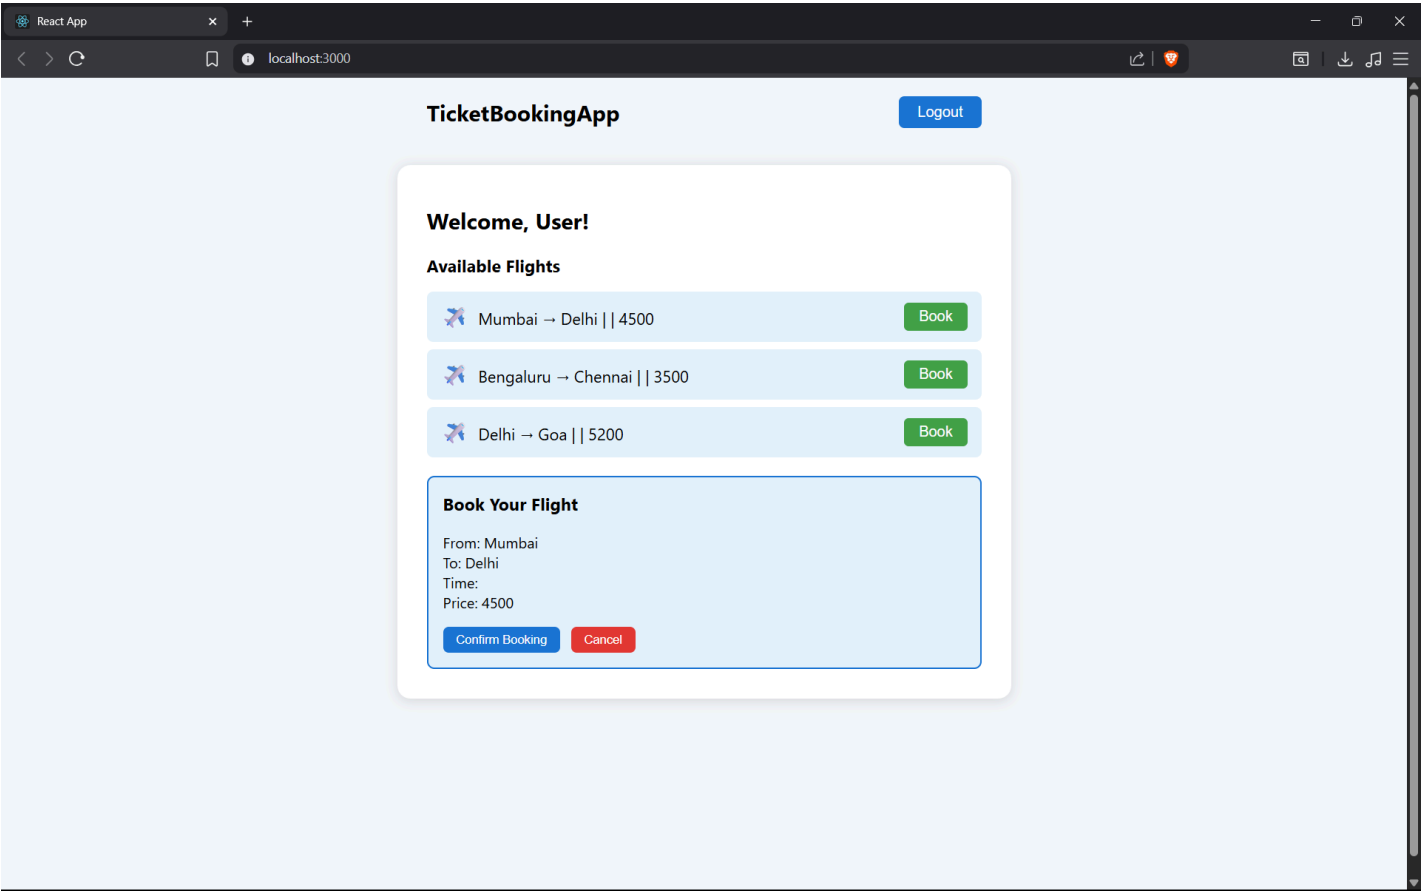 React App
localhost:3000
TicketBookingApp
Logout
Welcome, User!
Available Flights
Mumbai → Delhi | | 4500
Book
Bengaluru → Chennai | | 3500
Book
Delhi → Goa | | 5200
Book
Book Your Flight
From: Mumbai
To: Delhi
Time:
Price: 4500
Confirm Booking Cancel